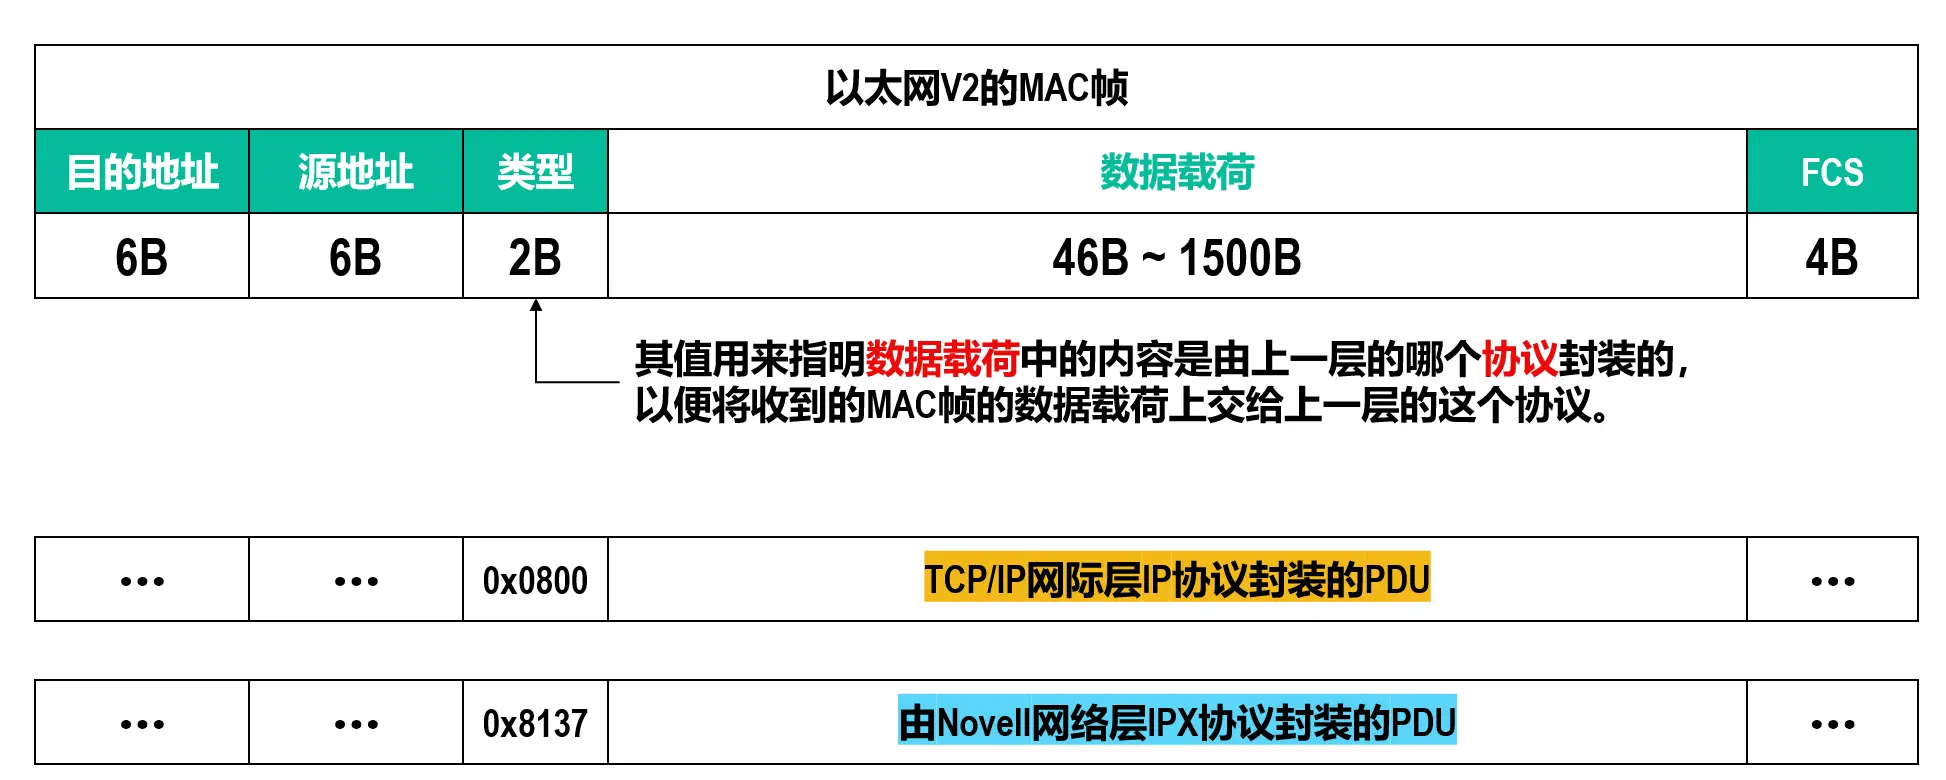 以太网V2的MAC帧
目的地址 源地址 类型 数据载荷 FCS
6B 6B 2B 46B ~ 1500B 4B
其值用来指明数据载荷中的内容是由上一层的哪个协议封装的,
以便将收到的MAC帧的数据载荷上交给上一层的这个协议。
... ... 0x0800 TCP/IP网际层IP协议封装的PDU ...
... ... 0x8137 由Novell网络层IPX协议封装的PDU ...